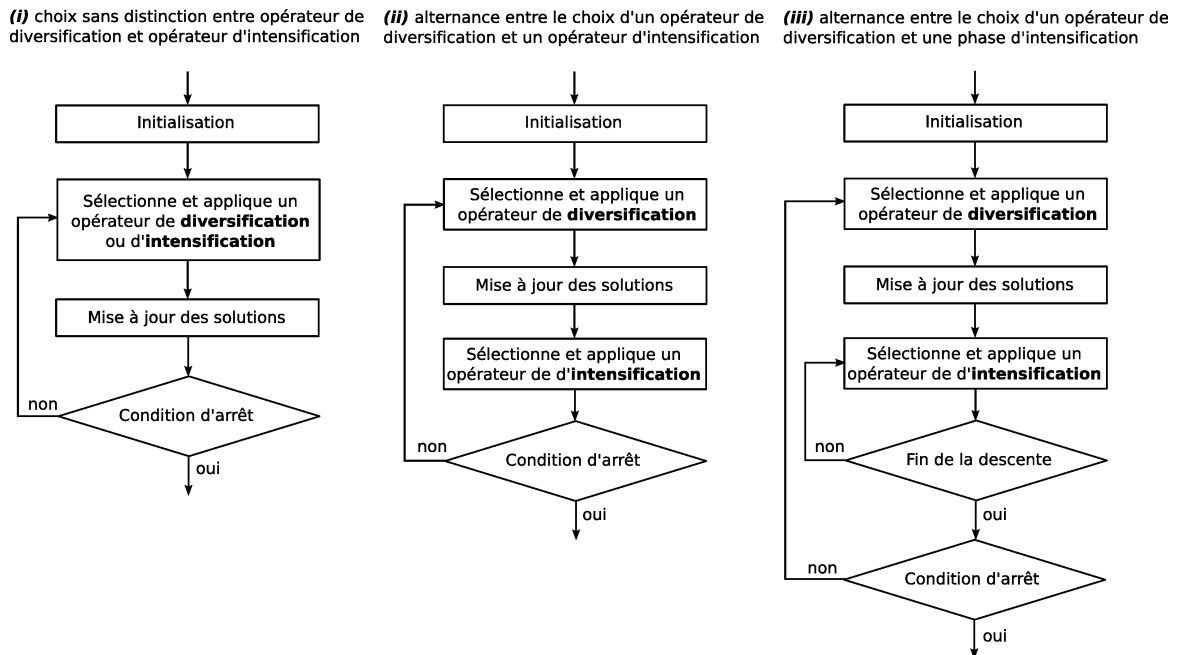 (i) choix sans distinction entre opérateur de
diversification et opérateur d'intensification
Initialisation
Sélectionne et applique un
opérateur de diversification
ou d'intensification
Mise à jour des solutions
non
Condition d'arrêt
oui
(ii) alternance entre le choix d'un opérateur de
diversification et un opérateur d'intensification
Initialisation
Sélectionne et applique un
opérateur de diversification
Mise à jour des solutions
Sélectionne et applique un
opérateur de d'intensification
non
Condition d'arrêt
oui
(iii) alternance entre le choix d'un opérateur de
diversification et une phase d'intensification
Initialisation
Sélectionne et applique un
opérateur de diversification
Mise à jour des solutions
Sélectionne et applique un
opérateur de d'intensification
non
Fin de la descente
oui
non
Condition d'arrêt
oui